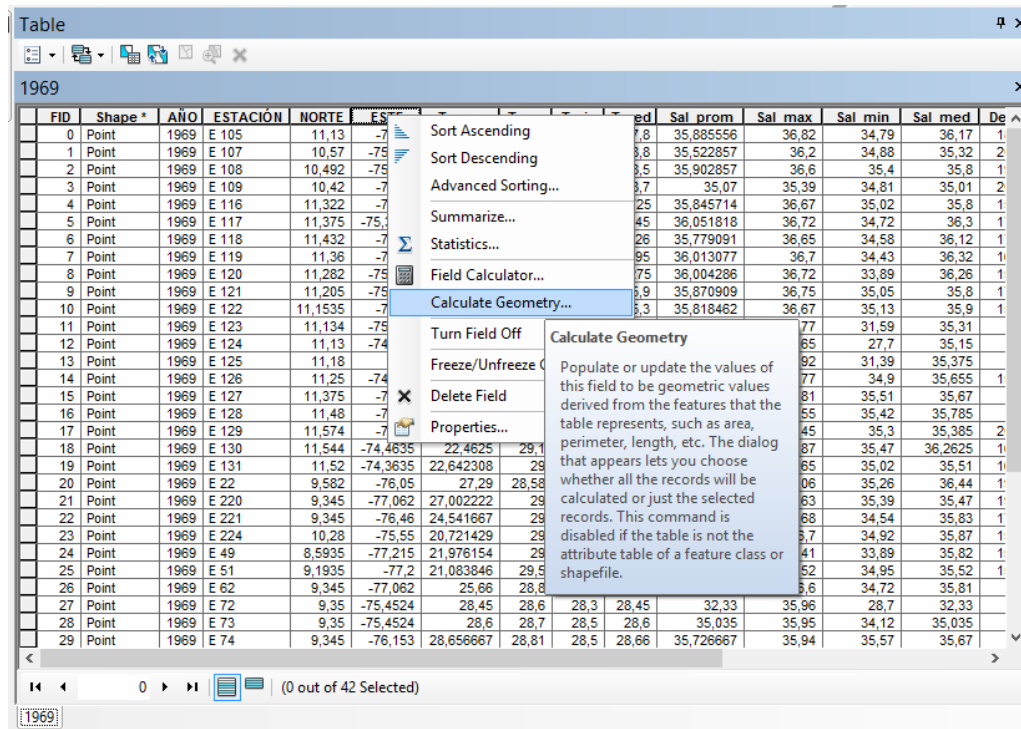 Table
1969
FID Shape * AÑO ESTACIÓN NORTE Sal_prom Sal_max Sal_min Sal_med
0 Point 1969 E 105 11,13 35,885556 36,82 34,79 36,17
1 Point 1969 E 107 10,57 35,522857 36,2 34,88 35,32
2 Point 1969 E 108 10,492 35,902857 36,6 35,4 35,8
3 Point 1969 E 109 10,42 35,07 35,39 34,81 35,01
4 Point 1969 E 116 11,322 35,845714 36,67 35,02 35,8
5 Point 1969 E 117 11,375 36,051818 36,72 34,72 36,3
6 Point 1969 E 118 11,432 35,779091 36,65 34,58 36,12
7 Point 1969 E 119 11,36 36,013077 36,7 34,43 36,32
8 Point 1969 E 120 11,282 36,004286 36,72 33,89 36,26
9 Point 1969 E 121 11,205 35,870909 36,75 35,05 35,8
10 Point 1969 E 122 11,1535 35,818462 36,67 35,13 35,9
11 Point 1969 E 123 11,134 31,59 35,31
12 Point 1969 E 124 11,13 27,7 35,15
13 Point 1969 E 125 11,18 31,39 35,375
14 Point 1969 E 126 11,25 34,9 35,655
15 Point 1969 E 127 11,375 35,51 35,67
16 Point 1969 E 128 11,48 35,42 35,785
17 Point 1969 E 129 11,574 35,3 35,385
18 Point 1969 E 130 11,544 -74,4635 22,4625 35,47 36,2625
19 Point 1969 E 131 11,52 -74,3635 22,642308 35,02 35,51
20 Point 1969 E 22 9,582 -76,05 27,29 28,58 35,26 36,44
21 Point 1969 E 220 9,345 -77,062 27,002222 35,39 35,47
22 Point 1969 E 221 9,345 -76,46 24,541667 34,54 35,83
23 Point 1969 E 224 10,28 -75,55 20,721429 34,92 35,87
24 Point 1969 E 49 8,5935 -77,215 21,976154 33,89 35,82
25 Point 1969 E 51 9,1935 -77,2 21,083846 34,95 35,52
26 Point 1969 E 62 9,345 -77,062 25,66 34,72 35,81
27 Point 1969 E 72 9,35 -75,4524 28,45 28,6 28,3 28,45 32,33 35,96 28,7 32,33
28 Point 1969 E 73 9,35 -75,4524 28,6 28,7 28,5 28,6 35,035 35,95 34,12 35,035
29 Point 1969 E 74 9,345 -76,153 28,656667 28,81 28,5 28,66 35,726667 35,94 35,57 35,67
Sort Ascending
Sort Descending
Advanced Sorting...
Summarize...
Statistics...
Field Calculator...
Calculate Geometry...
Turn Field Off
Freeze/Unfreeze
Delete Field
Properties...
Calculate Geometry
Populate or update the values of
this field to be geometric values
derived from the features that the
table represents, such as area,
perimeter, length, etc. The dialog
that appears lets you choose
whether all the records will be
calculated or just the selected
records. This command is
disabled if the table is not the
attribute table of a feature class or
shapefile.
0
(0 out of 42 Selected)
1969